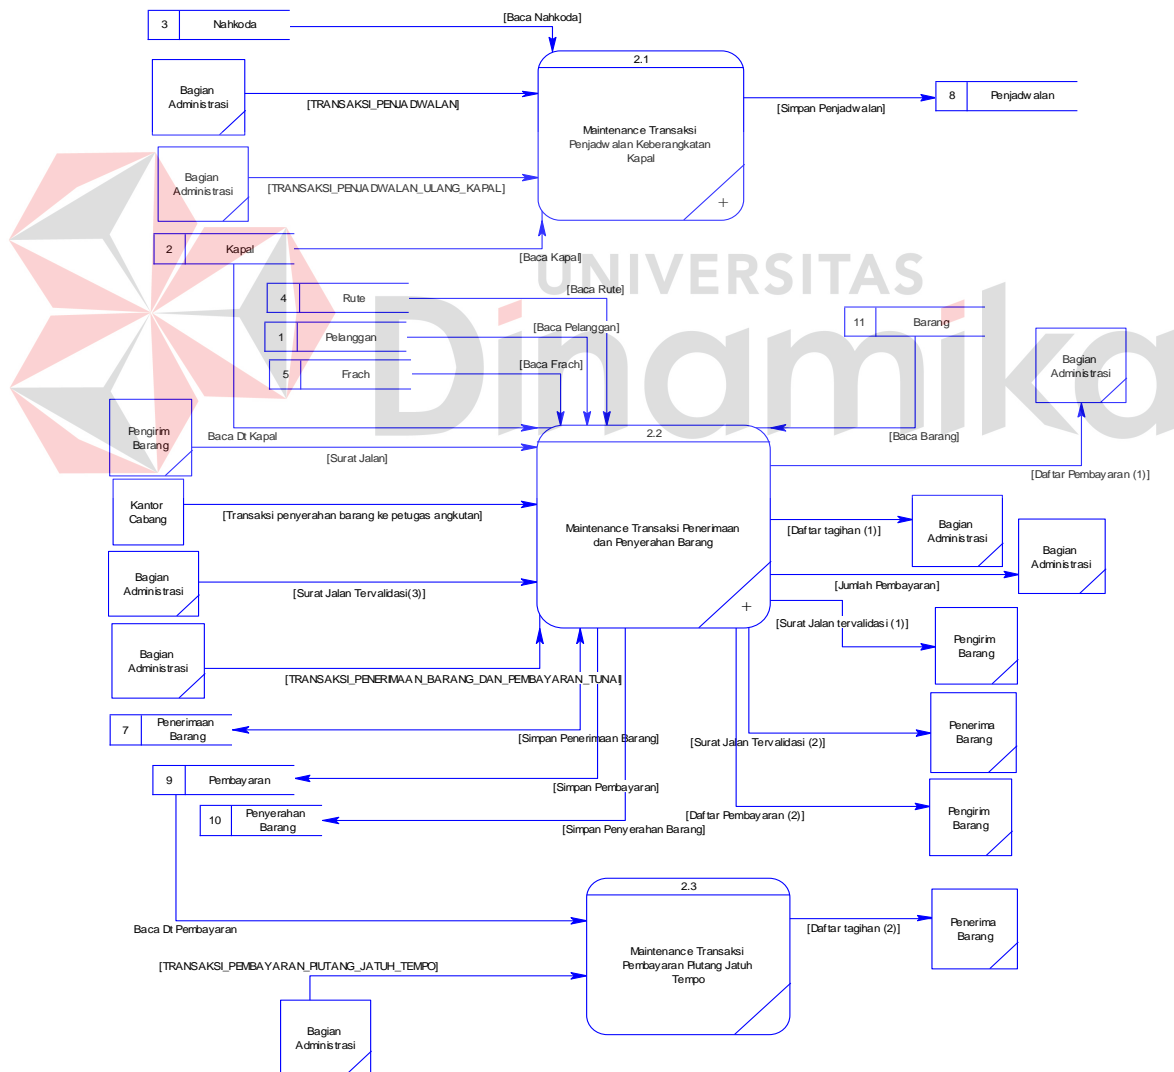 [Baca Nahkoda]
3 Nahkoda
2.1
Bagian
Administrasi
[TRANSAKSI_PENJADWALAN]
[Simpan Penjadwalan]
8 Penjadwalan
Maintenance Transaksi
Penjadwalan Keberangkatan
Kapal
+
Bagian
Administrasi
[TRANSAKSI_PENJADWALAN_ULANG_KAPAL]
2 Kapal
[Baca Kapal]
UNIVERSITAS
Dinamika
4 Rute
[Baca Rute]
1 Pelanggan
[Baca Pelanggan]
5 Frach
[Baca Frach]
11 Barang
[Baca Barang]
Bagian
Administrasi
[Daftar Pembayaran (1)]
Pengirim
Barang
Baca Dt Kapal
[Surat Jalan]
2.2
Maintenance Transaksi Penerimaan
dan Penyerahan Barang
+
Kantor
Cabang
[Transaksi penyerahan barang ke petugas angkutan]
[Daftar tagihan (1)]
Bagian
Administrasi
Bagian
Administrasi
[Jumlah Pembayaran]
Bagian
Administrasi
[Surat Jalan Tervalidasi(3)]
[Surat Jalan tervalidasi (1)]
Pengirim
Barang
Bagian
Administrasi
[TRANSAKSI_PENERIMAAN_BARANG_DAN_PEMBAYARAN_TUNAI]
7 Penerimaan
Barang
[Simpan Penerimaan Barang]
[Surat Jalan Tervalidasi (2)]
Penerima
Barang
9 Pembayaran
[Simpan Pembayaran]
10 Penyerahan
Barang
[Simpan Penyerahan Barang]
[Daftar Pembayaran (2)]
Pengirim
Barang
2.3
Maintenance Transaksi
Pembayaran Piutang Jatuh
Tempo
Baca Dt Pembayaran
[Daftar tagihan (2)]
Penerima
Barang
[TRANSAKSI_PEMBAYARAN_PIUTANG_JATUH_TEMPO]
Bagian
Administrasi